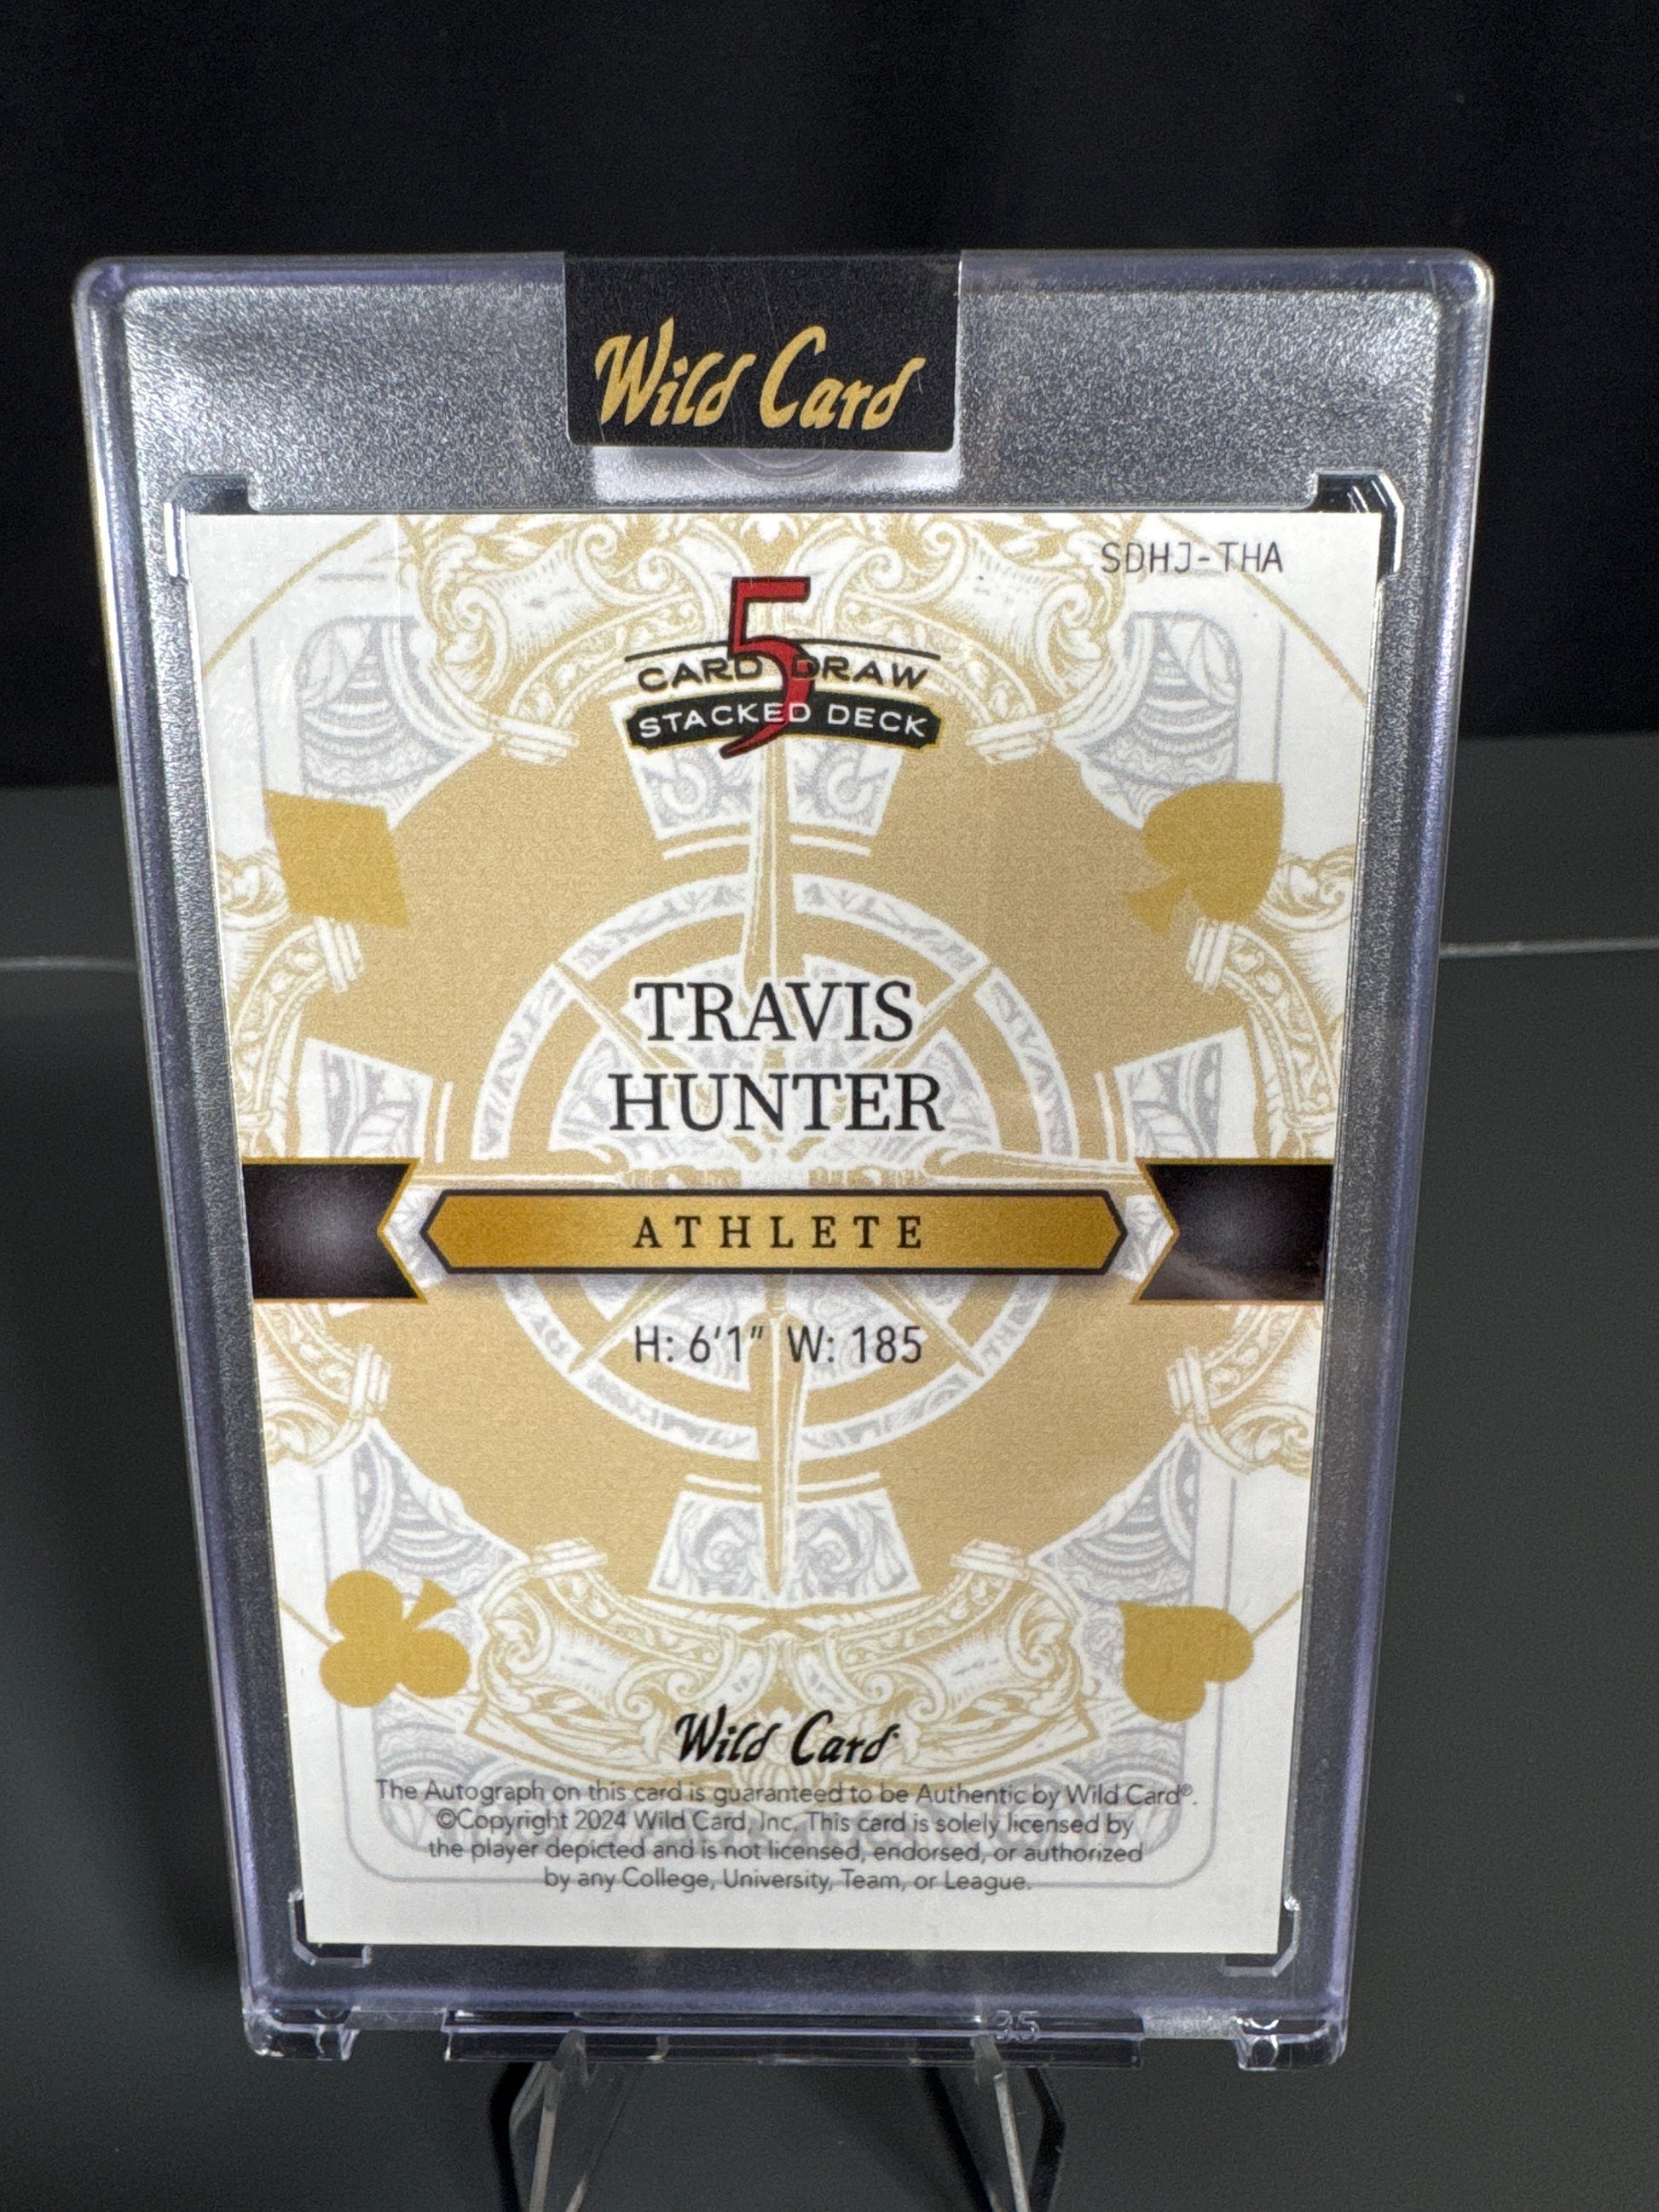 Wild Card
SDHJ-THA
5
CARD DRAW
STACKED DECK
TRAVIS
HUNTER
ATHLETE
H: 6'1" W: 185
Wild Card
The Autograph on this card is guaranteed to be Authentic by Wild Card®.
©Copyright 2024 Wild Card, Inc. This card is solely licensed by
the player depicted and is not licensed, endorsed, or authorized
by any College, University, Team, or League.
35